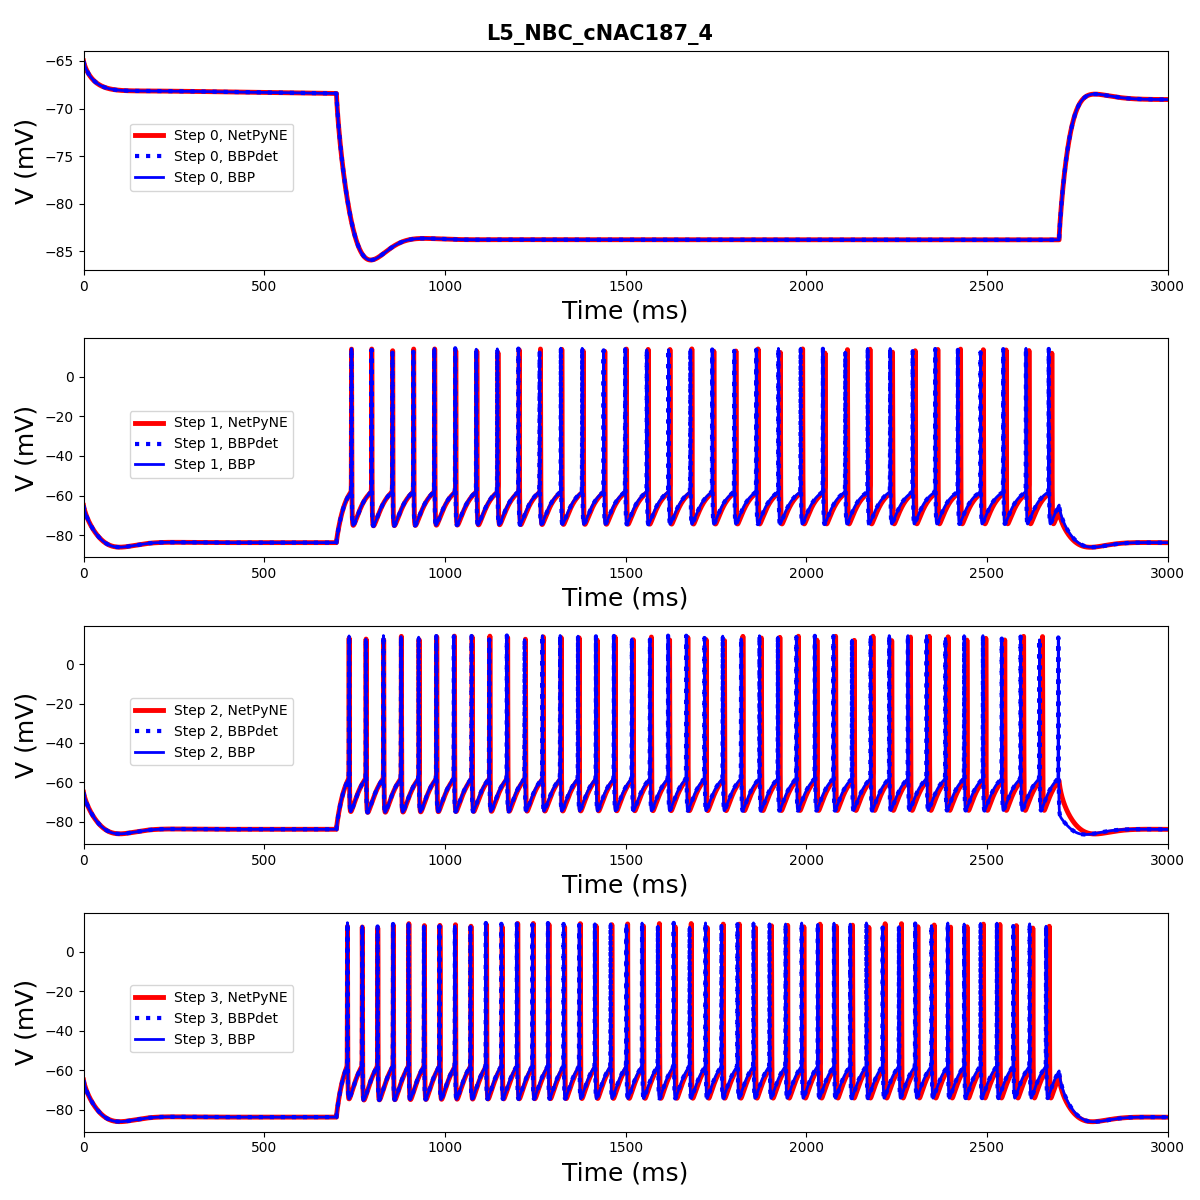 L5_NBC_cNAC187_4
−65
−70
−75
−80
−85
V (mV)
Step 0, NetPyNE
Step 0, BBPdet
Step 0, BBP
0 500 1000 1500 2000 2500 3000
Time (ms)
0
−20
−40
−60
−80
V (mV)
Step 1, NetPyNE
Step 1, BBPdet
Step 1, BBP
0 500 1000 1500 2000 2500 3000
Time (ms)
0
−20
−40
−60
−80
V (mV)
Step 2, NetPyNE
Step 2, BBPdet
Step 2, BBP
0 500 1000 1500 2000 2500 3000
Time (ms)
0
−20
−40
−60
−80
V (mV)
Step 3, NetPyNE
Step 3, BBPdet
Step 3, BBP
0 500 1000 1500 2000 2500 3000
Time (ms)